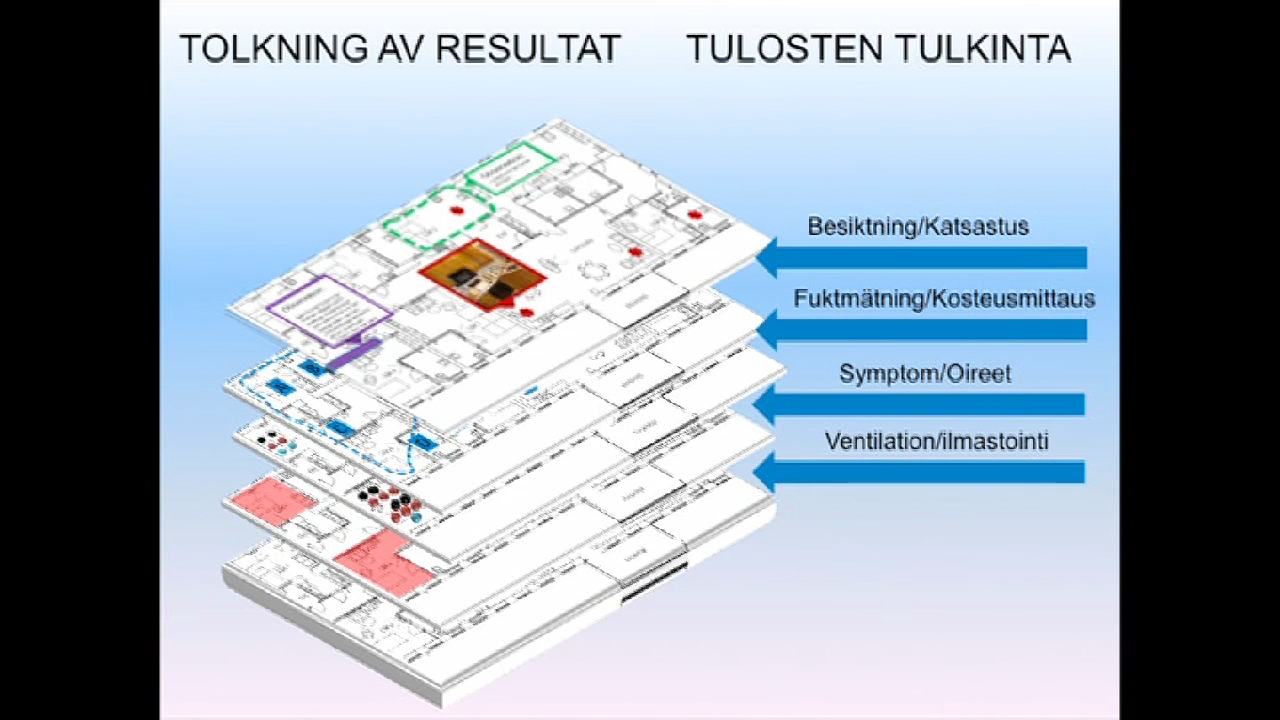 TOLKNING AV RESULTAT TULOSTEN TULKINTA
Besiktning/Katsastus
Fuktmätning/Kosteusmittaus
Symptom/Oireet
Ventilation/ilmastointi